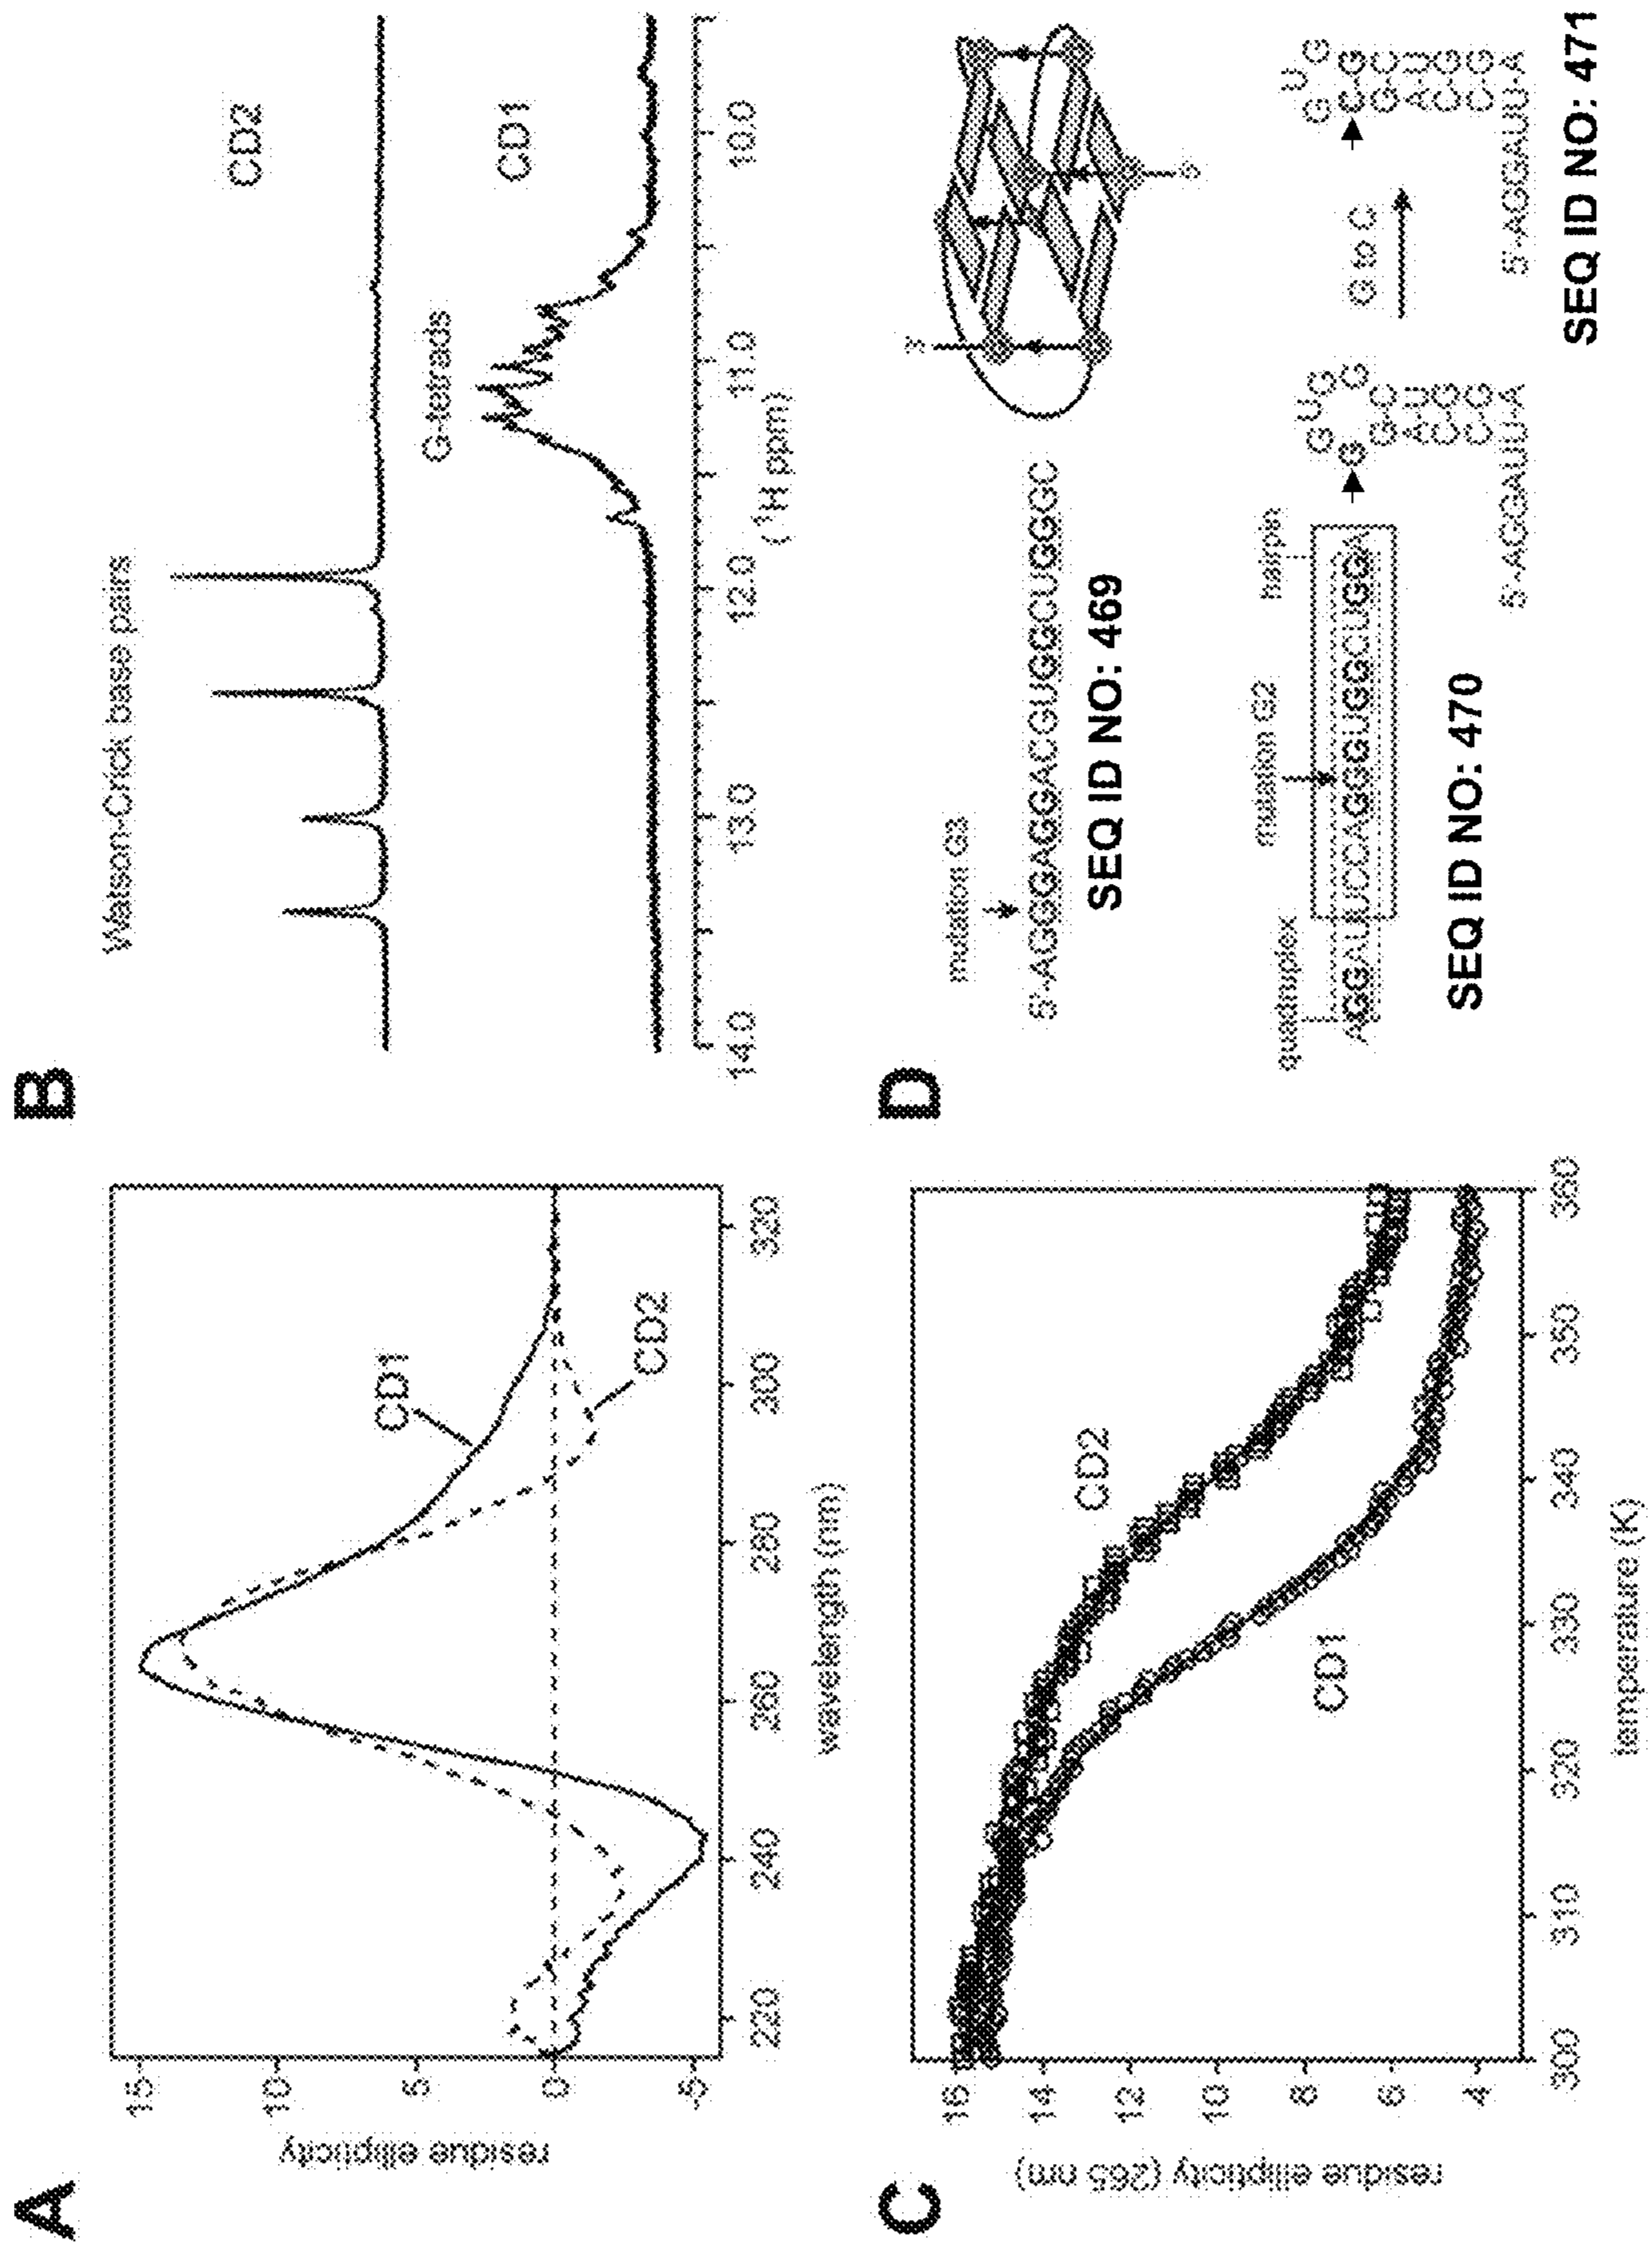 A
15
10
5
0
-5
residue ellipticity
CD1
CD2
220
240
260
280
300
320
wavelength (nm)
B
Watson-Crick base pairs
CD2
G-tetrads
CD1
14.0
13.0
12.0
11.0
10.0
(¹H ppm)
C
16
14
12
10
8
6
4
residue ellipticity (265 nm)
CD2
CD1
300
310
320
330
340
350
360
temperature (K)
D
mutation G3
5'-AGGGAGGACGUGGCUGGGC
SEQ ID NO: 469
3'
5'
quadruplex
mutation G2
hairpin
AGGAUUCCAGGGUGGCUGGA
SEQ ID NO: 470
G U G
G G
G-C
A-U
C-G
C-G
5'-AGGAUU-A
G to C
G U G
C-G
G-C
A-U
C-G
C-G
5'-AGGAUU-A
SEQ ID NO: 471